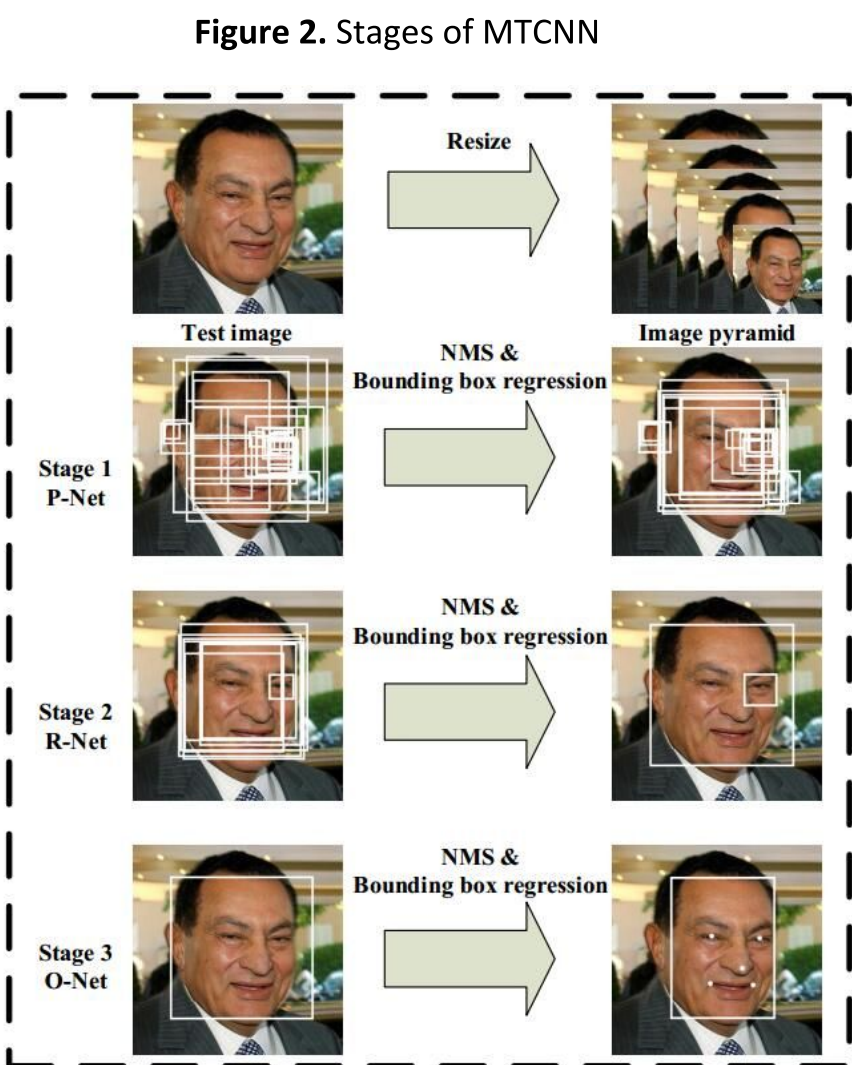 Figure 2. Stages of MTCNN
Resize
Test image
Image pyramid
NMS &
Bounding box regression
Stage 1
P-Net
NMS &
Bounding box regression
Stage 2
R-Net
NMS &
Bounding box regression
Stage 3
O-Net